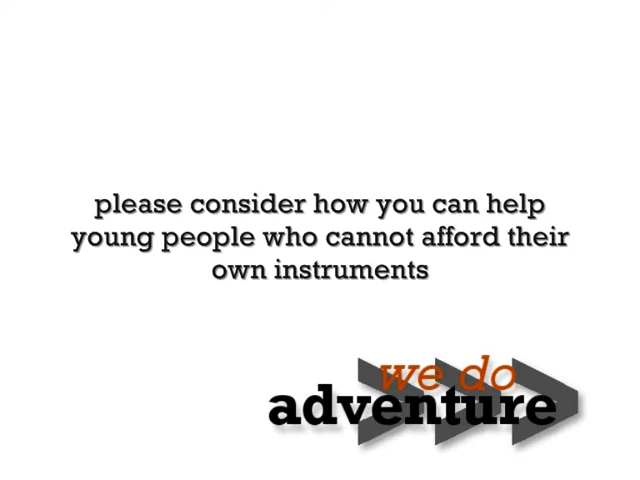 please consider how you can help
young people who cannot afford their
own instruments
we do
adventure